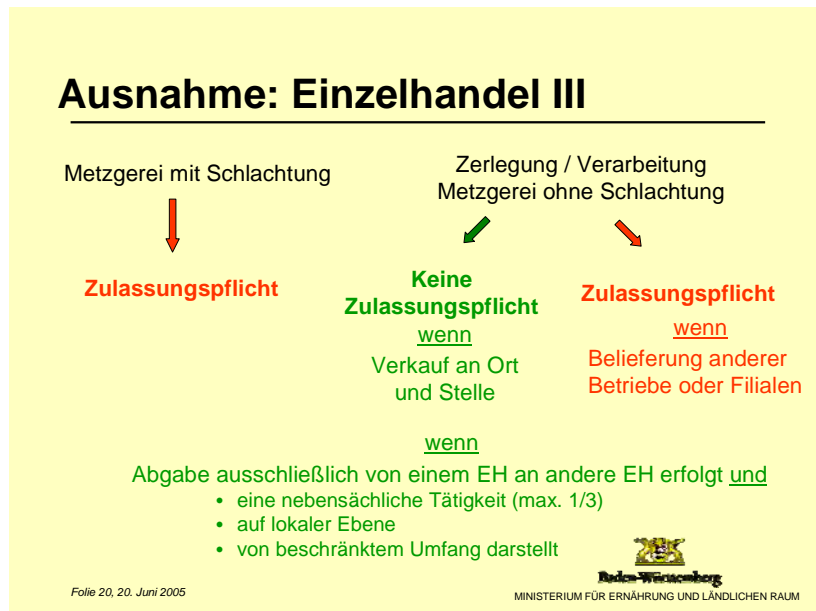 Ausnahme: Einzelhandel III
Metzgerei mit Schlachtung
Zulassungspflicht
Zerlegung / Verarbeitung
Metzgerei ohne Schlachtung
Keine
Zulassungspflicht
wenn
Verkauf an Ort
und Stelle
Zulassungspflicht
wenn
Belieferung anderer
Betriebe oder Filialen
wenn
Abgabe ausschließlich von einem EH an andere EH erfolgt und
• eine nebensächliche Tätigkeit (max. 1/3)
• auf lokaler Ebene
• von beschränktem Umfang darstellt
Folie 20, 20. Juni 2005
Baden-Württemberg
MINISTERIUM FÜR ERNÄHRUNG UND LÄNDLICHEN RAUM